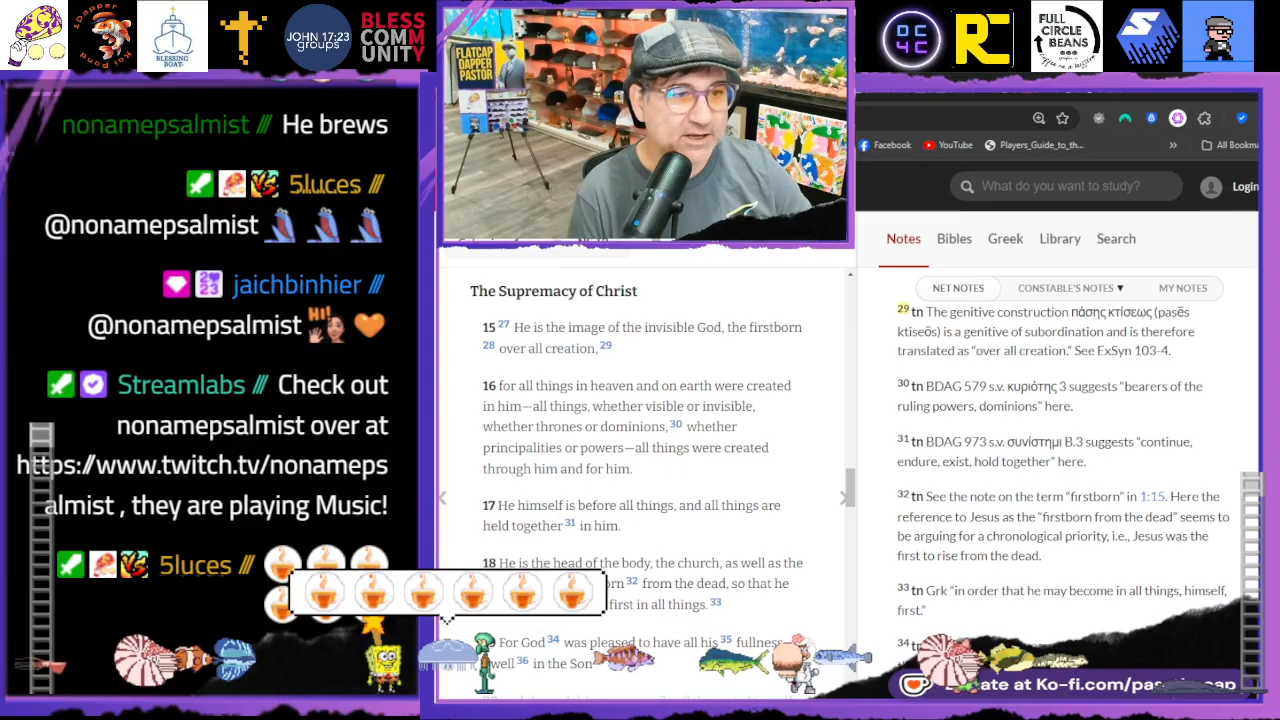 1Dapper
Koi Pond
BLESSING
BOAT
JOHN 17:23
groups
BLESS
COMM
UNITY
FULL
CIRCLE
BEANS
nonamepsalmist /// He brews
5luces ///
@nonamepsalmist
jaichbinhier ///
@nonamepsalmist HI!
Streamlabs /// Check out
nonamepsalmist over at
https://www.twitch.tv/nonameps
almist , they are playing Music!
5luces ///
FLATCAP
DAPPER
PASTOR
The Supremacy of Christ
15 27 He is the image of the invisible God, the firstborn
28 over all creation, 29
16 for all things in heaven and on earth were created
in him—all things, whether visible or invisible,
whether thrones or dominions, 30 whether
principalities or powers—all things were created
through him and for him.
17 He himself is before all things, and all things are
held together 31 in him.
18 He is the head of the body, the church, as well as the
32 from the dead, so that he
first in all things. 33
For God 34 was pleased to have all his 35 fullness
36 in the Son
Facebook YouTube Players_Guide_to_th... » All Bookma
What do you want to study? Login
Notes Bibles Greek Library Search
NET NOTES CONSTABLE'S NOTES ▼ MY NOTES
29 tn The genitive construction πάσης κτίσεως (pasēs
ktiseōs) is a genitive of subordination and is therefore
translated as “over all creation.” See ExSyn 103-4.
30 tn BDAG 579 s.v. κυριότης 3 suggests “bearers of the
ruling powers, dominions” here.
31 tn BDAG 973 s.v. συνίστημι B.3 suggests “continue,
endure, exist, hold together” here.
32 tn See the note on the term “firstborn” in 1:15. Here the
reference to Jesus as the “firstborn from the dead” seems to
be arguing for a chronological priority, i.e., Jesus was the
first to rise from the dead.
33 tn Grk “in order that he may become in all things, himself,
first.”
34 tn
Donate at Ko-fi.com/pas